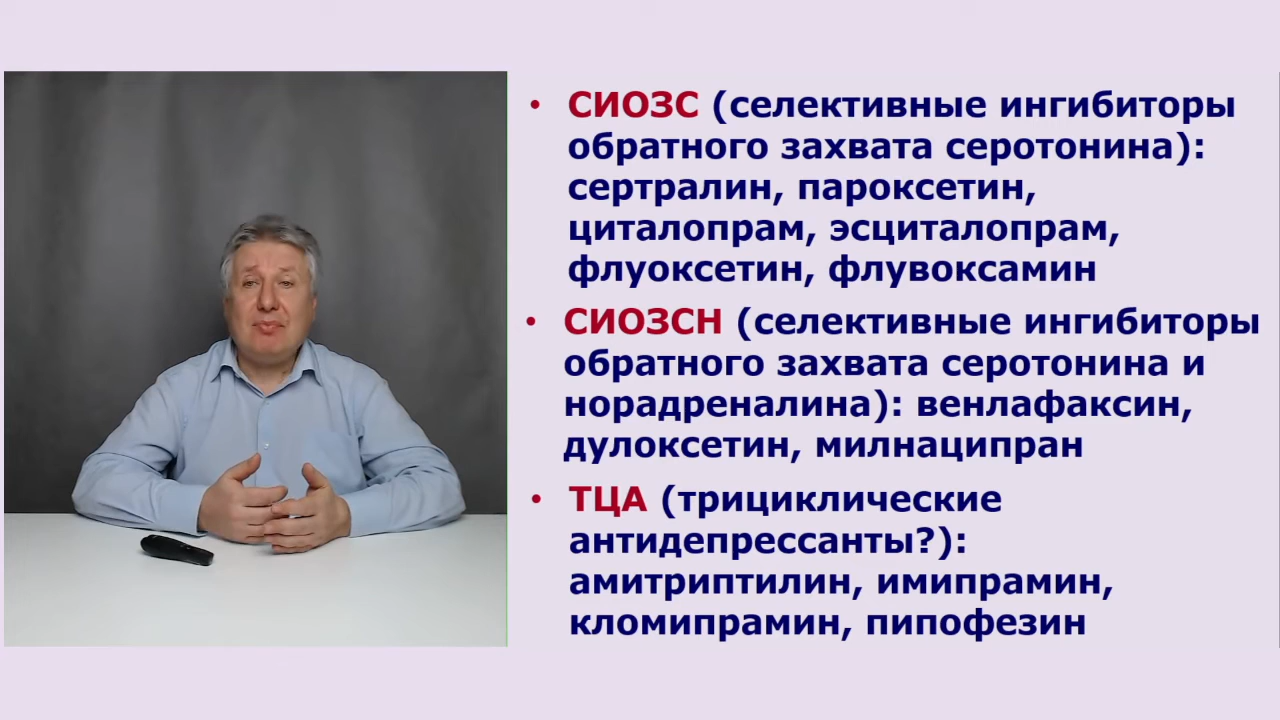 • СИОЗС (селективные ингибиторы
обратного захвата серотонина):
сертралин, пароксетин,
циталопрам, эсциталопрам,
флуоксетин, флувоксамин
• СИОЗСН (селективные ингибиторы
обратного захвата серотонина и
норадреналина): венлафаксин,
дулоксетин, милнаципран
• ТЦА (трициклические
антидепрессанты?):
амитриптилин, имипрамин,
кломипрамин, пипофезин